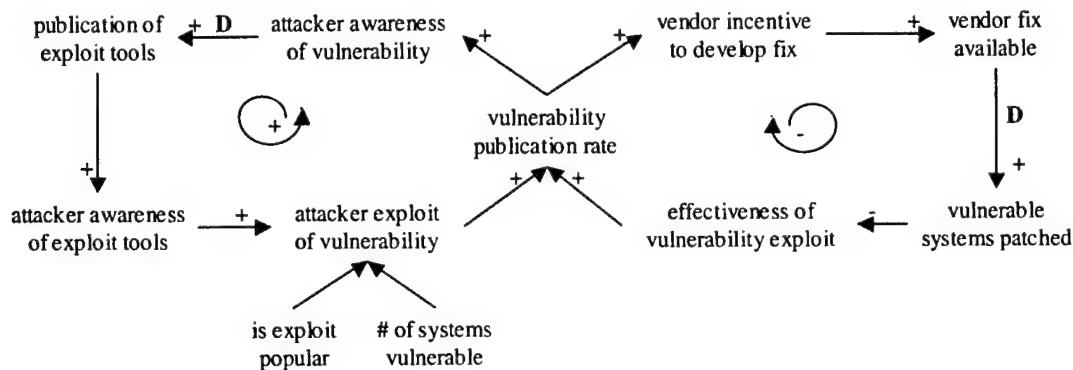 publication of
exploit tools
+ D
attacker awareness
of vulnerability
+
+
vendor incentive
to develop fix
+
vendor fix
available
+
vulnerability
publication rate
-
D
+
+
+
+
attacker awareness
of exploit tools
+
attacker exploit
of vulnerability
effectiveness of
vulnerability exploit
-
vulnerable
systems patched
is exploit
popular
# of systems
vulnerable